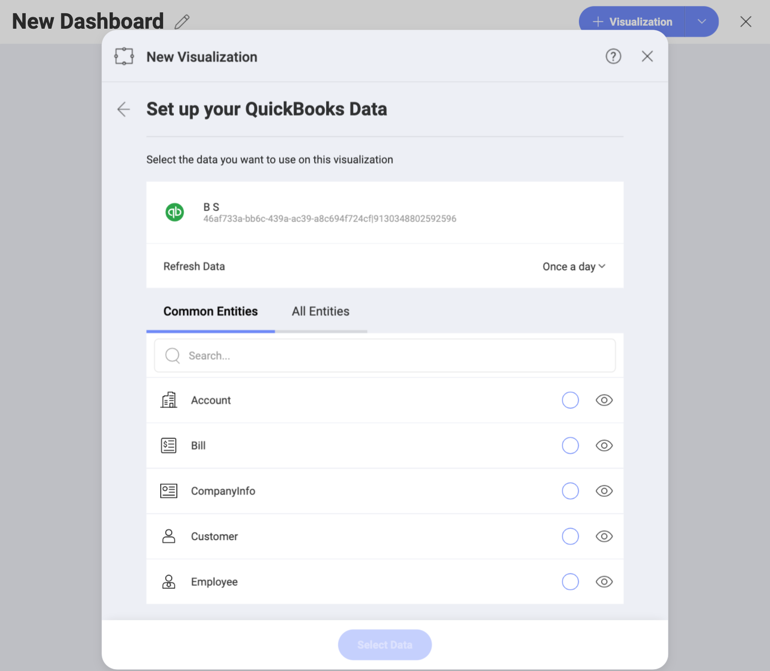 New Dashboard
Visualization
New Visualization
Set up your QuickBooks Data
Select the data you want to use on this visualization
qb
B S
46af733a-bb6c-439a-ac39-a8c694f724cf|9130348802592596
Refresh Data
Once a day
Common Entities
All Entities
Search...
Account
Bill
CompanyInfo
Customer
Employee
Select Data